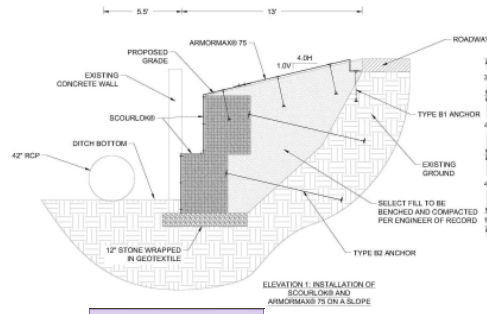 5.5'
13'
ARMORMAX® 75
PROPOSED
GRADE
4.0H
1.0V
ROADWAY
EXISTING
CONCRETE WALL
SCOURLOK®
TYPE B1 ANCHOR
DITCH BOTTOM
42" RCP
EXISTING
GROUND
SELECT FILL TO BE
BENCHED AND COMPACTED
PER ENGINEER OF RECORD
12" STONE WRAPPED
IN GEOTEXTILE
TYPE B2 ANCHOR
ELEVATION 1: INSTALLATION OF
SCOURLOK® AND
ARMORMAX® 75 ON A SLOPE